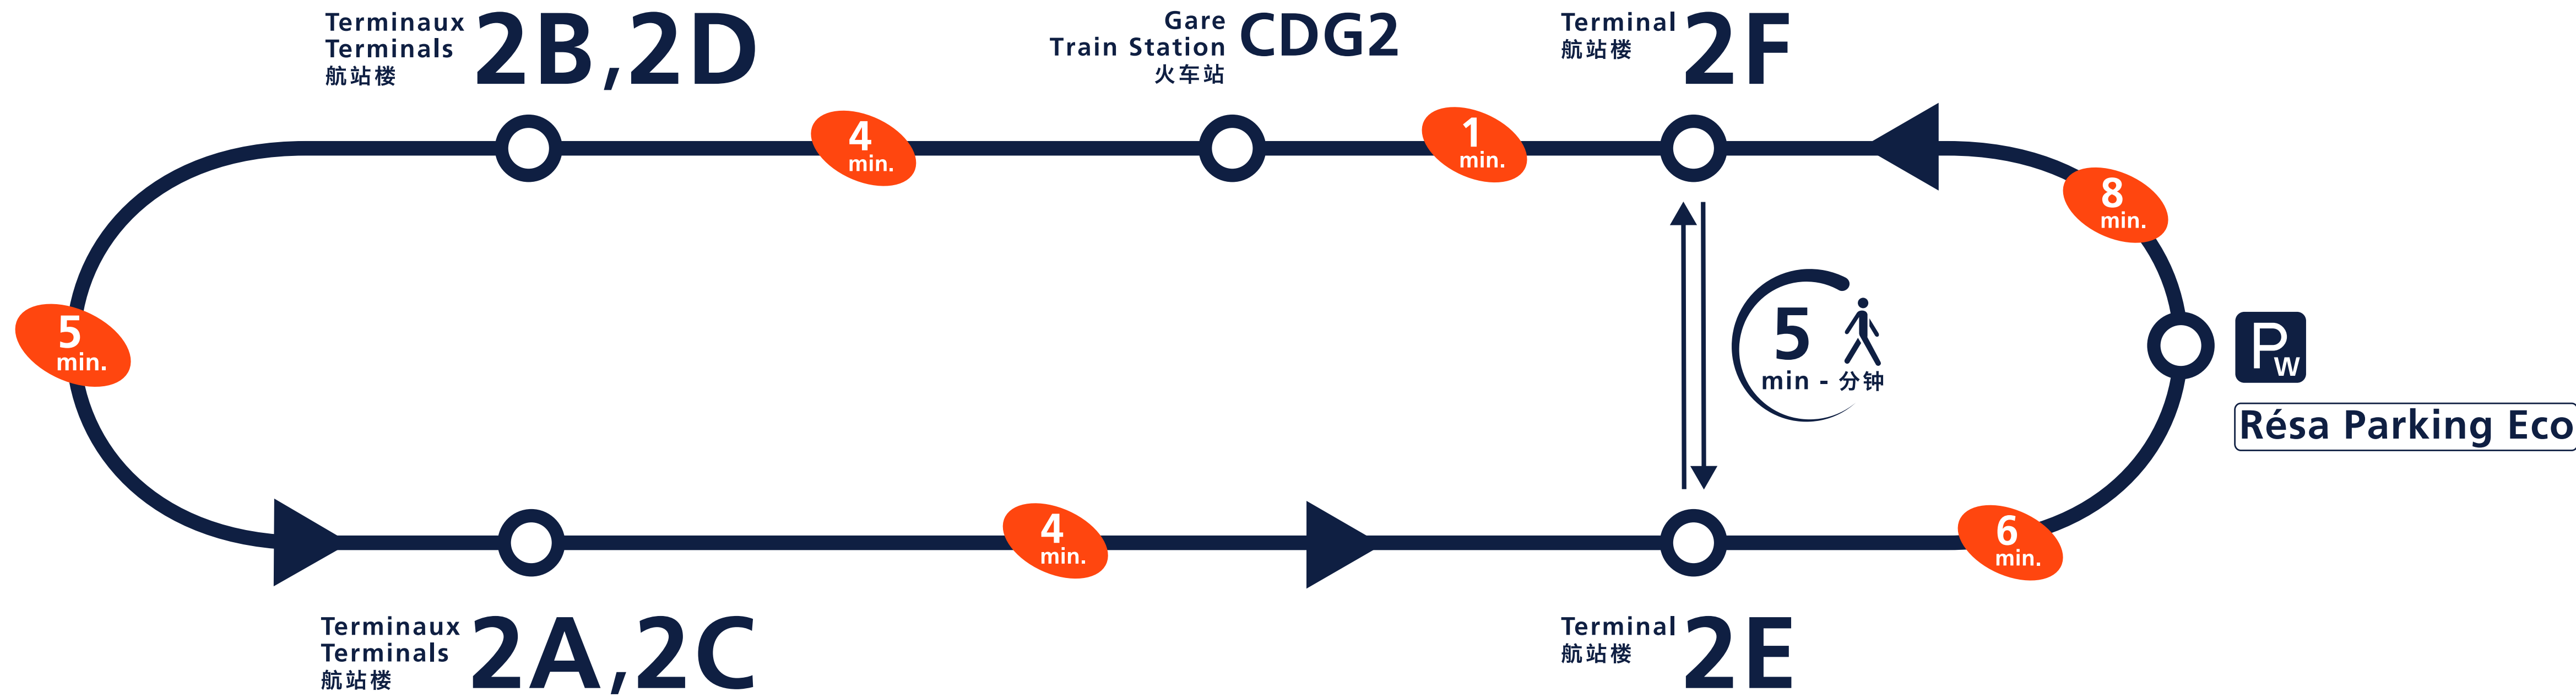 Terminaux
Terminals
航站楼
2B,2D
Gare
Train Station
火车站
CDG2
Terminal
航站楼
2F
4
min.
1
min.
8
min.
5
min.
5
min - 分钟
P
W
Résa Parking Eco
4
min.
6
min.
Terminaux
Terminals
航站楼
2A,2C
Terminal
航站楼
2E